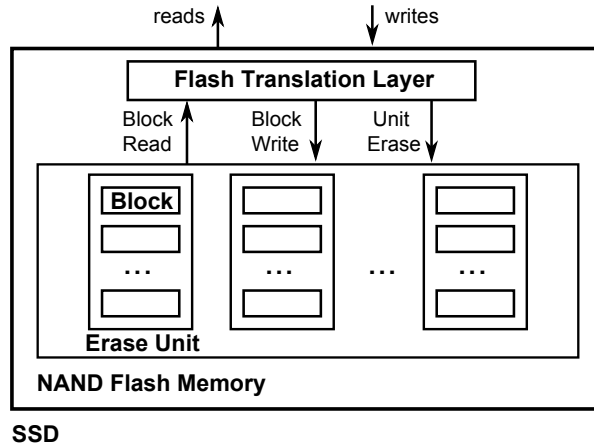 reads writes
Flash Translation Layer
Block Block Unit
Read Write Erase
Block
... ... ... ...
Erase Unit
NAND Flash Memory
SSD